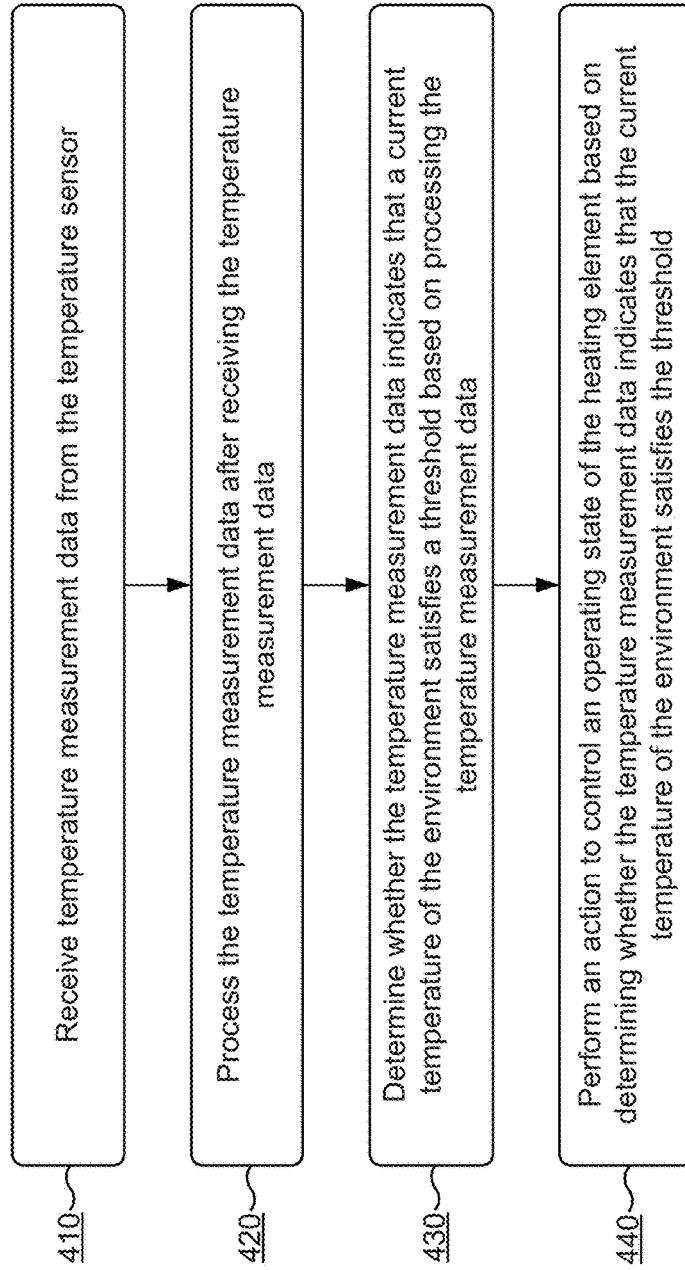 410
Receive temperature measurement data from the temperature sensor
420
Process the temperature measurement data after receiving the temperature
measurement data
430
Determine whether the temperature measurement data indicates that a current
temperature of the environment satisfies a threshold based on processing the
temperature measurement data
440
Perform an action to control an operating state of the heating element based on
determining whether the temperature measurement data indicates that the current
temperature of the environment satisfies the threshold